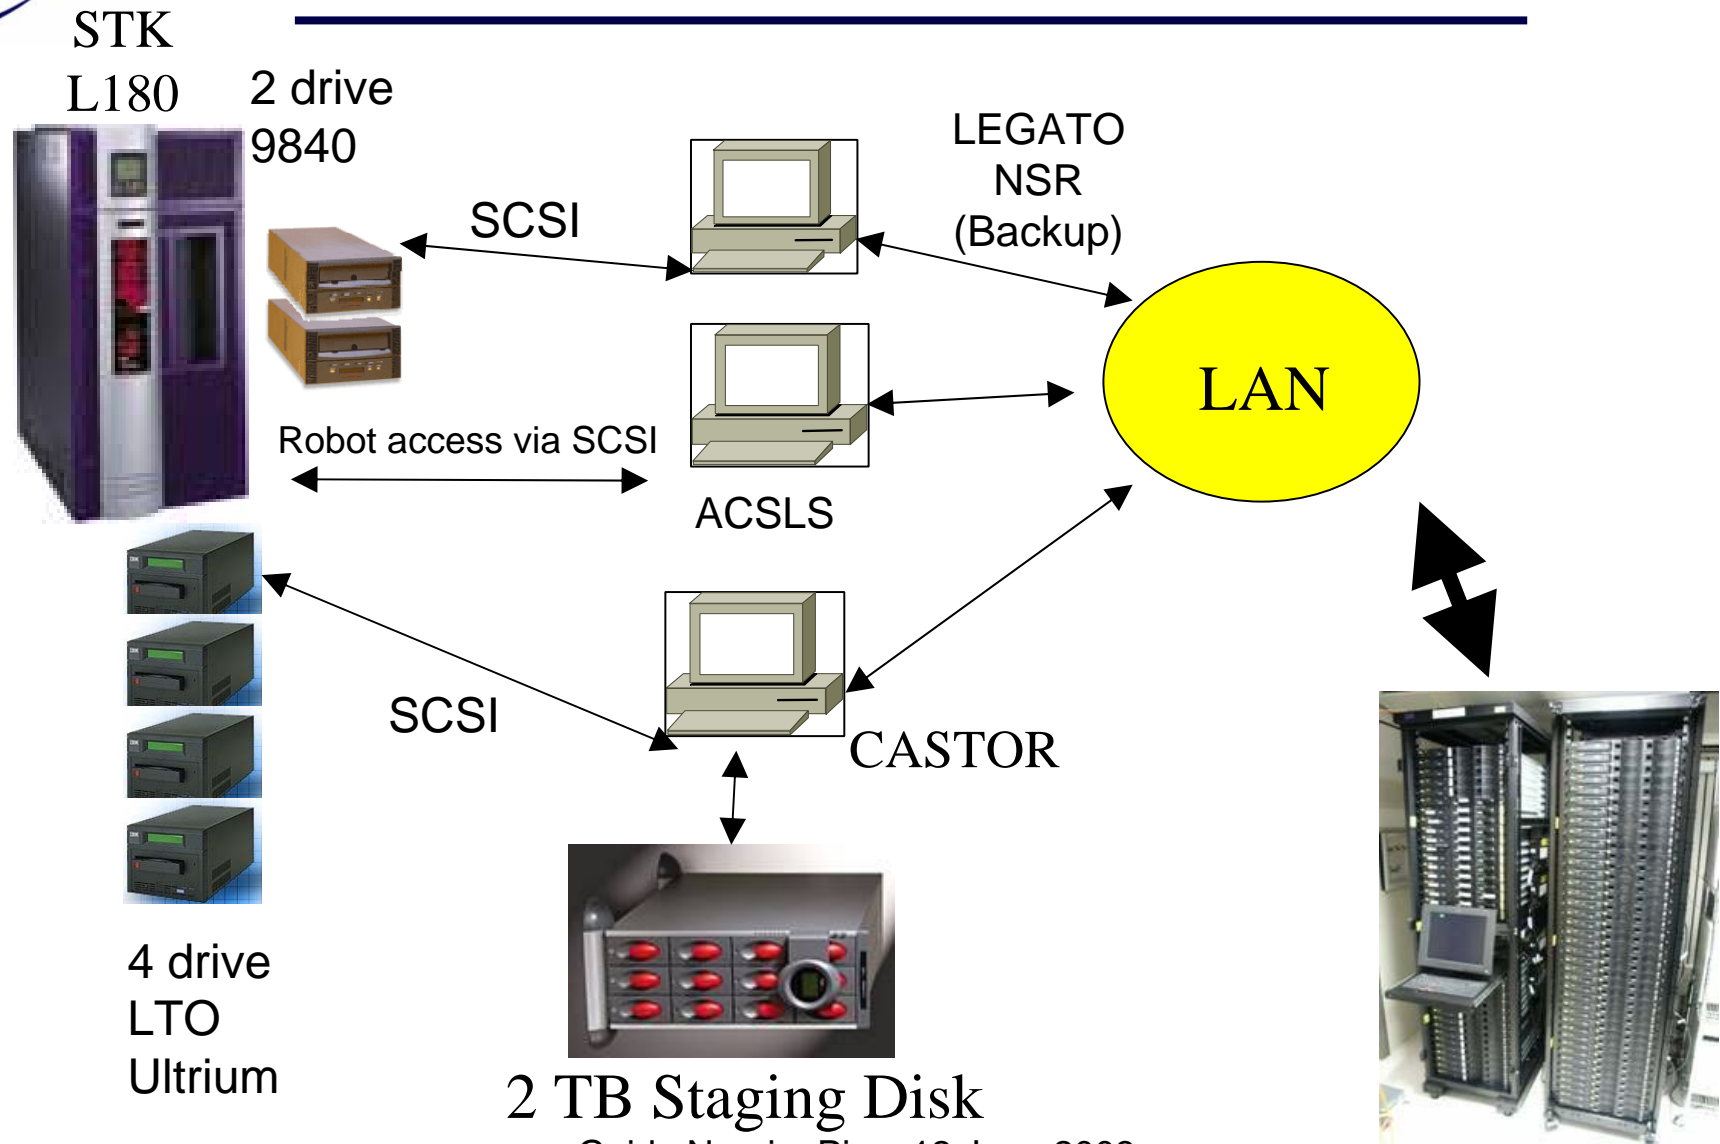 STK
L180
2 drive
9840
SCSI
LEGATO
NSR
(Backup)
LAN
Robot access via SCSI
ACSLS
SCSI
CASTOR
4 drive
LTO
Ultrium
2 TB Staging Disk